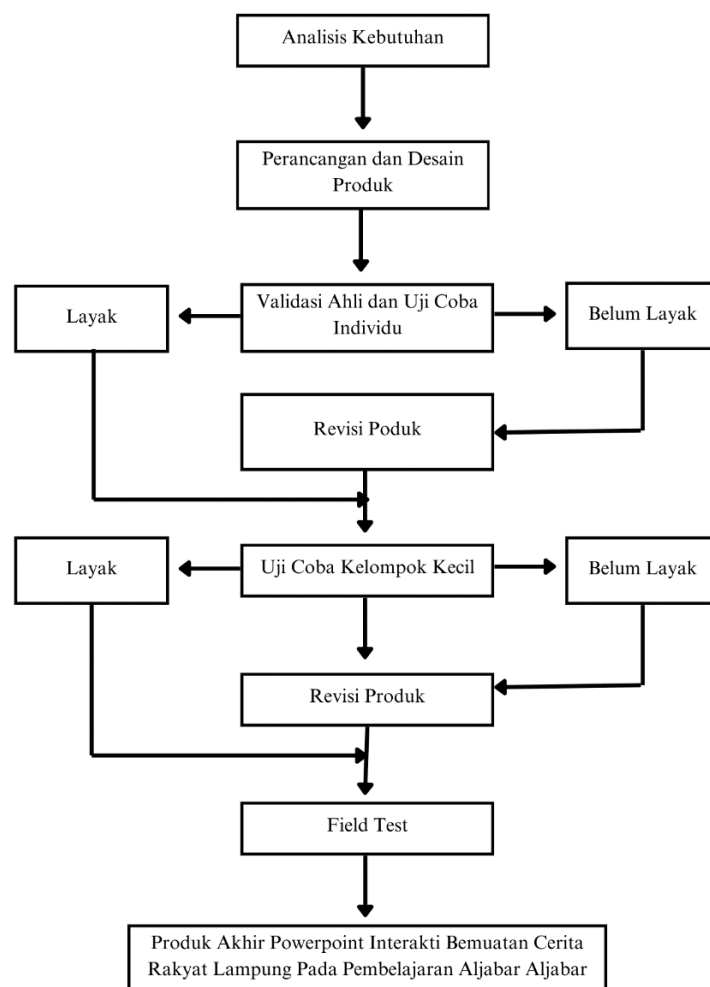 Analisis Kebutuhan
Perancangan dan Desain
Produk
Layak
Validasi Ahli dan Uji Coba
Individu
Belum Layak
Revisi Poduk
Layak
Uji Coba Kelompok Kecil
Belum Layak
Revisi Produk
Field Test
Produk Akhir Powerpoint Interakti Bemuatan Cerita
Rakyat Lampung Pada Pembelajaran Aljabar Aljabar